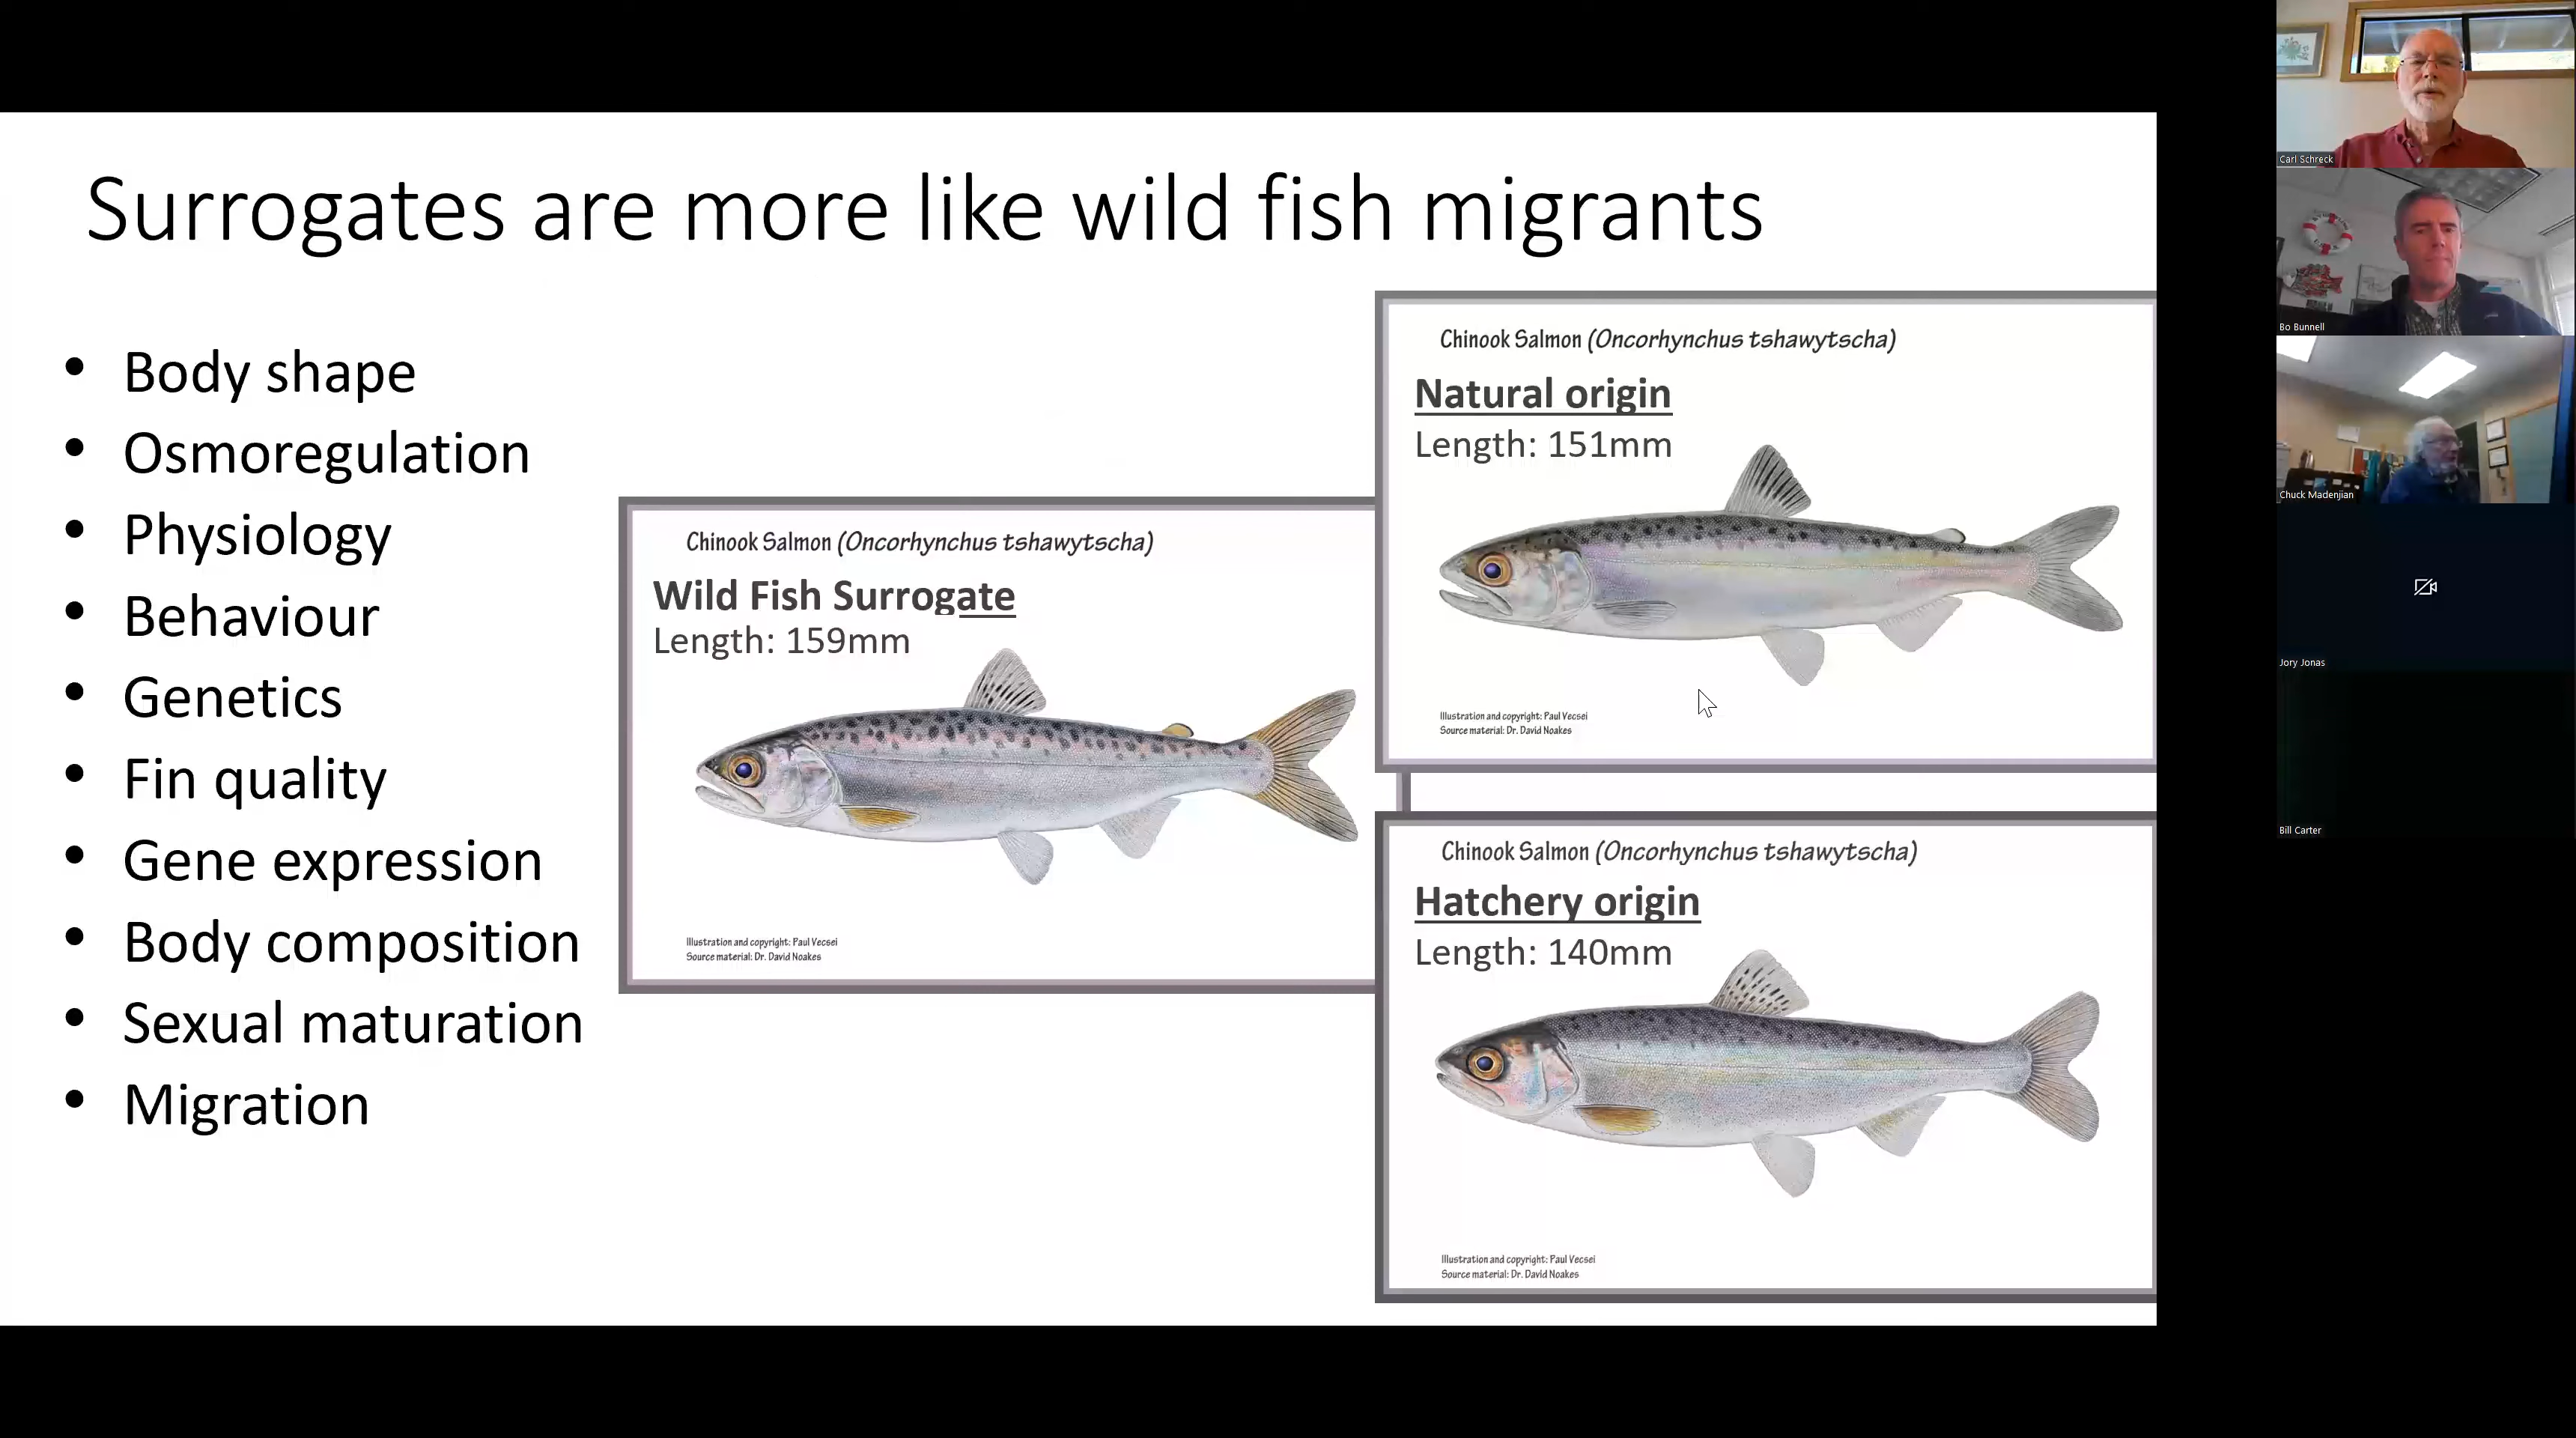 Surrogates are more like wild fish migrants
• Body shape
• Osmoregulation
• Physiology
• Behaviour
• Genetics
• Fin quality
• Gene expression
• Body composition
• Sexual maturation
• Migration
Chinook Salmon (Oncorhynchus tshawytscha)
Wild Fish Surrogate
Length: 159mm
Illustration and copyright: Paul Vecsei
Source material: Dr. David Noakes
Chinook Salmon (Oncorhynchus tshawytscha)
Natural origin
Length: 151mm
Illustration and copyright: Paul Vecsei
Source material: Dr. David Noakes
Chinook Salmon (Oncorhynchus tshawytscha)
Hatchery origin
Length: 140mm
Illustration and copyright: Paul Vecsei
Source material: Dr. David Noakes
Carl Schreck
Bo Bunnell
Chuck Madenjian
Jory Jonas
Bill Carter